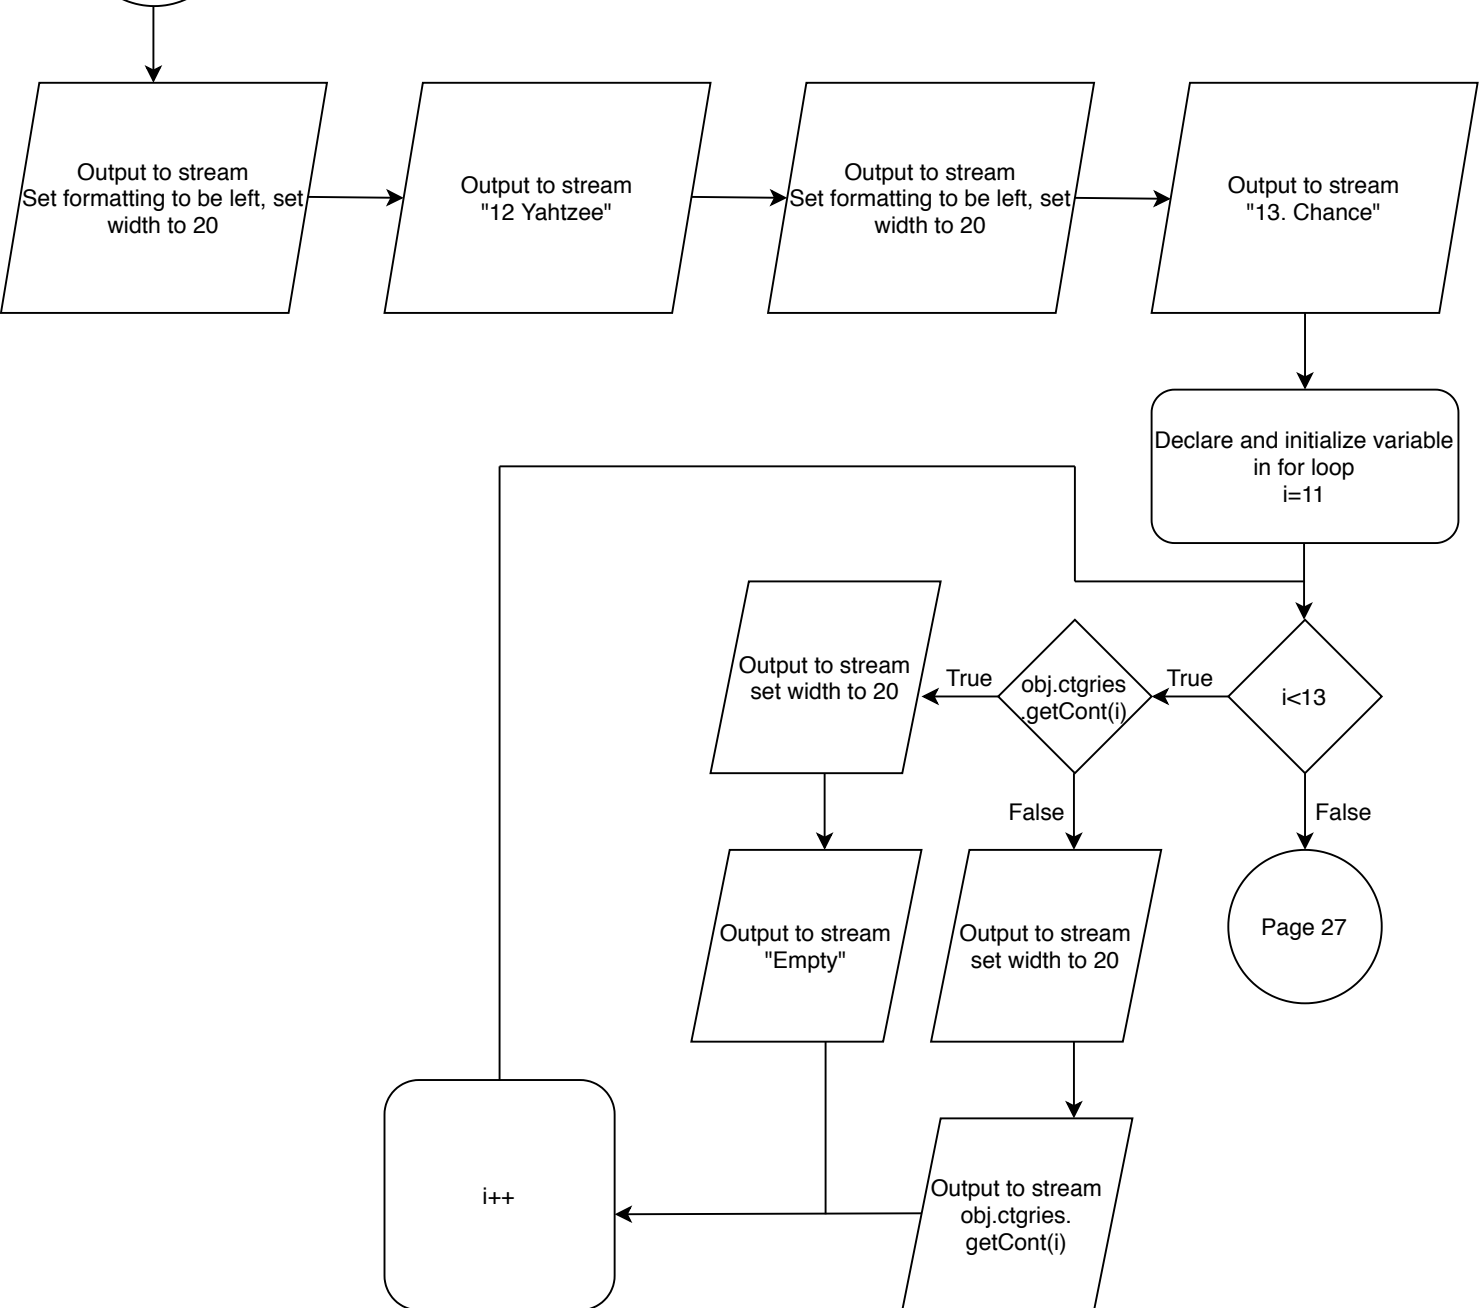 Output to stream
Set formatting to be left, set
width to 20
Output to stream
"12 Yahtzee"
Output to stream
Set formatting to be left, set
width to 20
Output to stream
"13. Chance"
Declare and initialize variable
in for loop
i=11
i<13
True
False
obj.ctgries
.getCont(i)
True
False
Output to stream
set width to 20
Output to stream
"Empty"
Output to stream
set width to 20
Page 27
Output to stream
obj.ctgries.
getCont(i)
i++